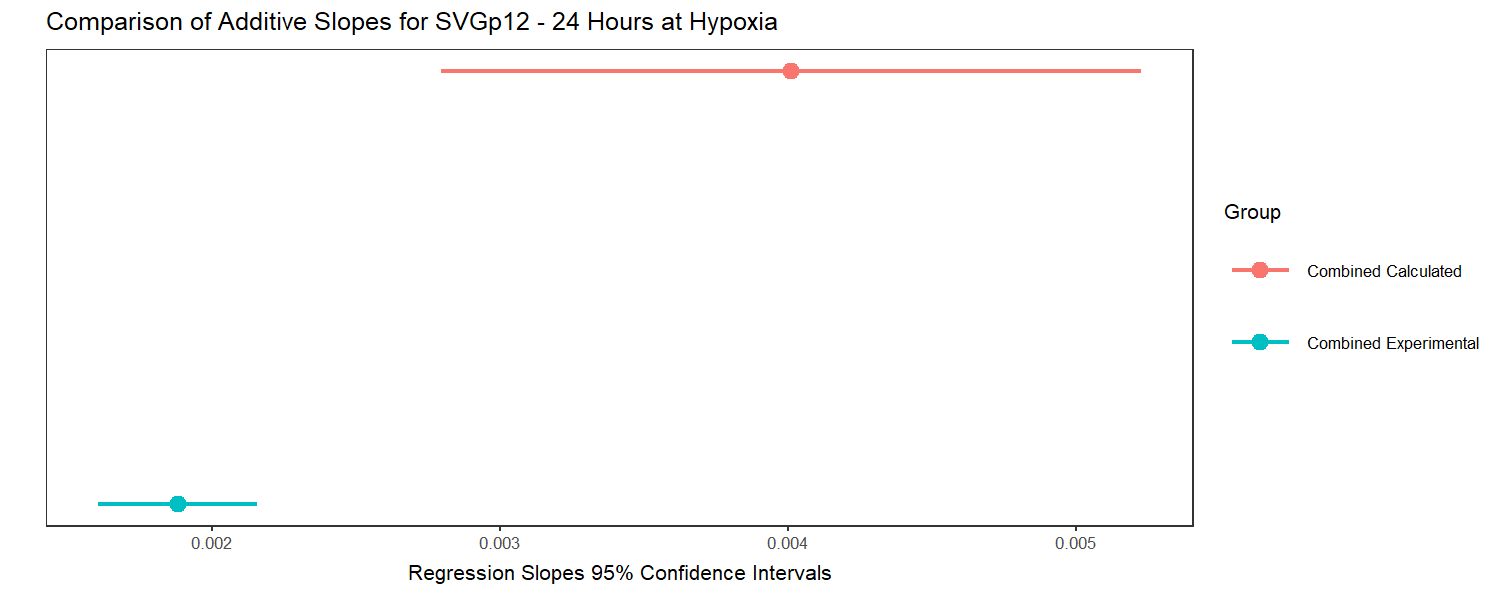 Comparison of Additive Slopes for SVGp12 - 24 Hours at Hypoxia
Group
Combined Calculated
Combined Experimental
0.002 0.003 0.004 0.005
Regression Slopes 95% Confidence Intervals